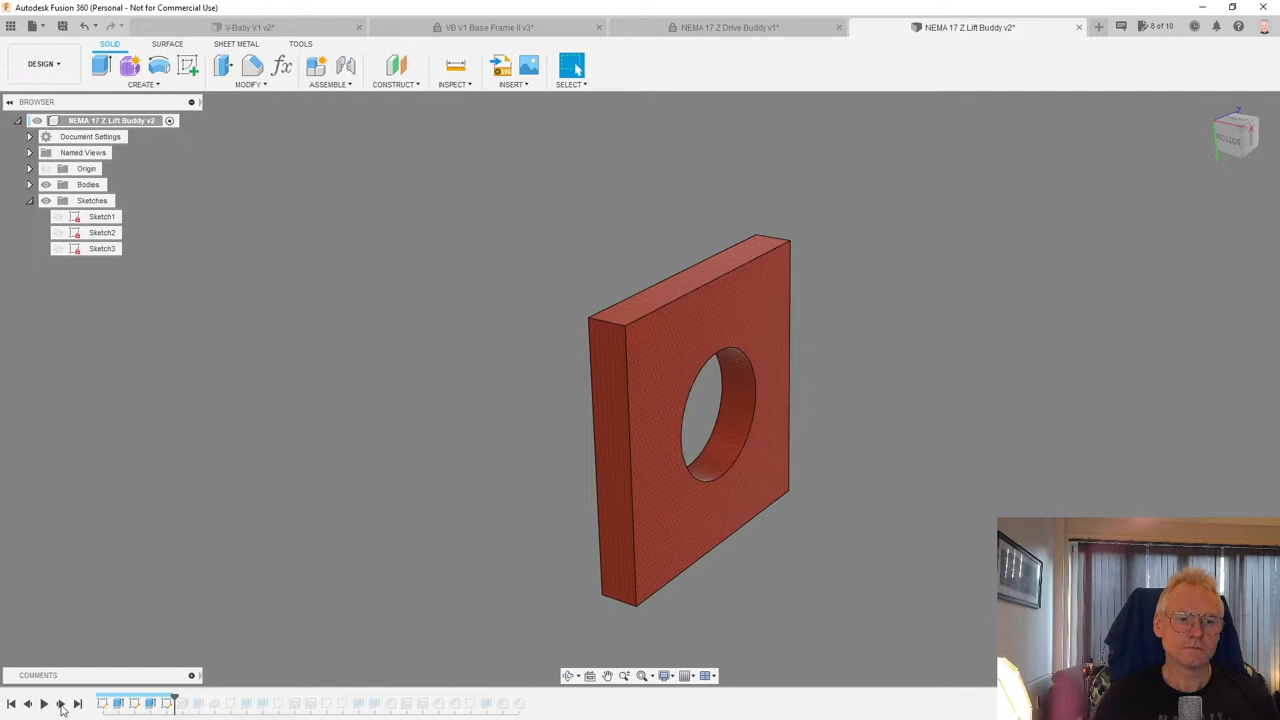 Autodesk Fusion 360 (Personal - Not for Commercial Use)
V-Baby V1 v2*
VB V1 Base Frame II v3*
NEMA 17 Z Drive Buddy v1*
NEMA 17 Z Lift Buddy v2*
8 of 10
SOLID
SURFACE
SHEET METAL
TOOLS
DESIGN
CREATE
MODIFY
ASSEMBLE
CONSTRUCT
INSPECT
INSERT
SELECT
BROWSER
NEMA 17 Z Lift Buddy v2
Document Settings
Named Views
Origin
Bodies
Sketches
Sketch1
Sketch2
Sketch3
Z
BOTTOM
COMMENTS